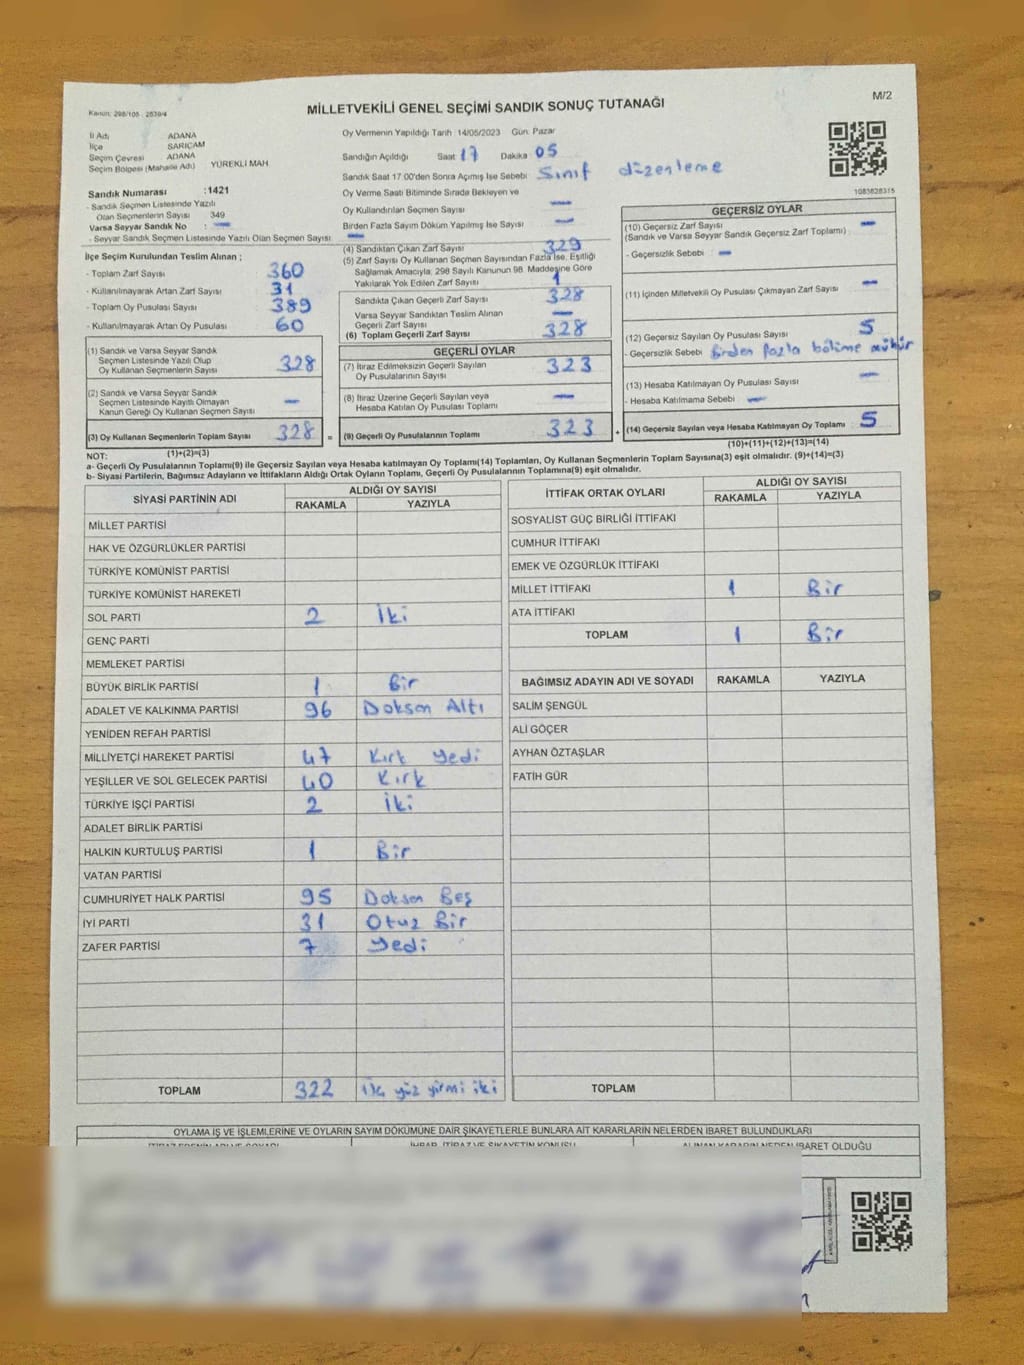 M/2
Kanun: 298/105 - 2839/4
MİLLETVEKİLİ GENEL SEÇİMİ SANDIK SONUÇ TUTANAĞI
İl Adı ADANA
İlçe SARIÇAM
Seçim Çevresi ADANA
Seçim Bölgesi (Mahalle Adı) YÜREKLİ MAH
Sandık Numarası :1421
- Sandık Seçmen Listesinde Yazılı
Olan Seçmenlerin Sayısı 349
Varsa Seyyar Sandık No : —
- Seyyar Sandık Seçmen Listesinde Yazılı Olan Seçmen Sayısı —
Oy Vermenin Yapıldığı Tarih 14/05/2023 Gün: Pazar
Sandığın Açıldığı Saat 17 Dakika 05
Sandık Saat 17.00'den Sonra Açımış İse Sebebi Sınıf düzenleme
Oy Verme Saati Bitiminde Sırada Bekleyen ve
Oy Kullandırılan Seçmen Sayısı —
Birden Fazla Sayım Döküm Yapılmış İse Sayısı —
1083828315
İlçe Seçim Kurulundan Teslim Alınan ;
- Toplam Zarf Sayısı 360
- Kullanılmayarak Artan Zarf Sayısı 31
- Toplam Oy Pusulası Sayısı 389
- Kullanılmayarak Artan Oy Pusulası 60
(1) Sandık ve Varsa Seyyar Sandık
Seçmen Listesinde Yazılı Olup
Oy Kullanan Seçmenlerin Sayısı 328
(2) Sandık ve Varsa Seyyar Sandık
Seçmen Listesinde Kayıtlı Olmayan
Kanun Gereği Oy Kullanan Seçmen Sayısı —
(3) Oy Kullanan Seçmenlerin Toplam Sayısı 328 =
(1)+(2)=(3)
(4) Sandıktan Çıkan Zarf Sayısı 329
(5) Zarf Sayısı Oy Kullanan Seçmen Sayısından Fazla İse, Eşitliği
Sağlamak Amacıyla, 298 Sayılı Kanunun 98. Maddesine Göre
Yakılarak Yok Edilen Zarf Sayısı 1
Sandıkta Çıkan Geçerli Zarf Sayısı 328
Varsa Seyyar Sandıktan Teslim Alınan
Geçerli Zarf Sayısı —
(6) Toplam Geçerli Zarf Sayısı 328
GEÇERLİ OYLAR
(7) İtiraz Edilmeksizin Geçerli Sayılan
Oy Pusulalarının Sayısı 323
(8) İtiraz Üzerine Geçerli Sayılan veya
Hesaba Katılan Oy Pusulası Toplamı —
(9) Geçerli Oy Pusulalarının Toplamı 323 +
GEÇERSİZ OYLAR
(10) Geçersiz Zarf Sayısı —
(Sandık ve Varsa Seyyar Sandık Geçersiz Zarf Toplamı)
- Geçersizlik Sebebi —
(11) İçinden Milletvekili Oy Pusulası Çıkmayan Zarf Sayısı —
(12) Geçersiz Sayılan Oy Pusulası Sayısı 5
- Geçersizlik Sebebi Birden fazla bölüme mühür
(13) Hesaba Katılmayan Oy Pusulası Sayısı —
- Hesaba Katılmama Sebebi —
(14) Geçersiz Sayılan veya Hesaba Katılmayan Oy Toplamı 5
(10)+(11)+(12)+(13)=(14)
NOT:
a- Geçerli Oy Pusulalarının Toplamı(9) ile Geçersiz Sayılan veya Hesaba katılmayan Oy Toplamı(14) Toplamları, Oy Kullanan Seçmenlerin Toplam Sayısına(3) eşit olmalıdır. (9)+(14)=(3)
b- Siyasi Partilerin, Bağımsız Adayların ve İttifakların Aldığı Oyların Toplamı, Geçerli Oy Pusulalarının Toplamına(9) eşit olmalıdır.
SİYASİ PARTİNİN ADI ALDIĞI OY SAYISI
RAKAMLA YAZIYLA
MİLLET PARTİSİ
HAK VE ÖZGÜRLÜKLER PARTİSİ
TÜRKİYE KOMÜNİST PARTİSİ
TÜRKİYE KOMÜNİST HAREKETİ
SOL PARTİ 2 İki
GENÇ PARTİ
MEMLEKET PARTİSİ
BÜYÜK BİRLİK PARTİSİ 1 Bir
ADALET VE KALKINMA PARTİSİ 96 Doksan Altı
YENİDEN REFAH PARTİSİ
MİLLİYETÇİ HAREKET PARTİSİ 47 Kırk Yedi
YEŞİLLER VE SOL GELECEK PARTİSİ 40 Kırk
TÜRKİYE İŞÇİ PARTİSİ 2 İki
ADALET BİRLİK PARTİSİ
HALKIN KURTULUŞ PARTİSİ 1 Bir
VATAN PARTİSİ
CUMHURİYET HALK PARTİSİ 95 Doksan Beş
İYİ PARTİ 31 Otuz Bir
ZAFER PARTİSİ 7 Yedi
TOPLAM 322 Üç yüz yirmi iki
İTTİFAK ORTAK OYLARI ALDIĞI OY SAYISI
RAKAMLA YAZIYLA
SOSYALİST GÜÇ BİRLİĞİ İTTİFAKI
CUMHUR İTTİFAKI
EMEK VE ÖZGÜRLÜK İTTİFAKI
MİLLET İTTİFAKI 1 Bir
ATA İTTİFAKI
TOPLAM 1 Bir
BAĞIMSIZ ADAYIN ADI VE SOYADI RAKAMLA YAZIYLA
SALİM ŞENGÜL
ALİ GÖÇER
AYHAN ÖZTAŞLAR
FATİH GÜR
TOPLAM
OYLAMA İŞ VE İŞLEMLERİNE VE OYLARIN SAYIM DÖKÜMÜNE DAİR ŞİKAYETLERLE BUNLARA AİT KARARLARIN NELERDEN İBARET BULUNDUKLARI
İHBAR, İTİRAZ VE ŞİKAYETİN KONUSU ALINAN KARARIN NEDEN İBARET OLDUĞU